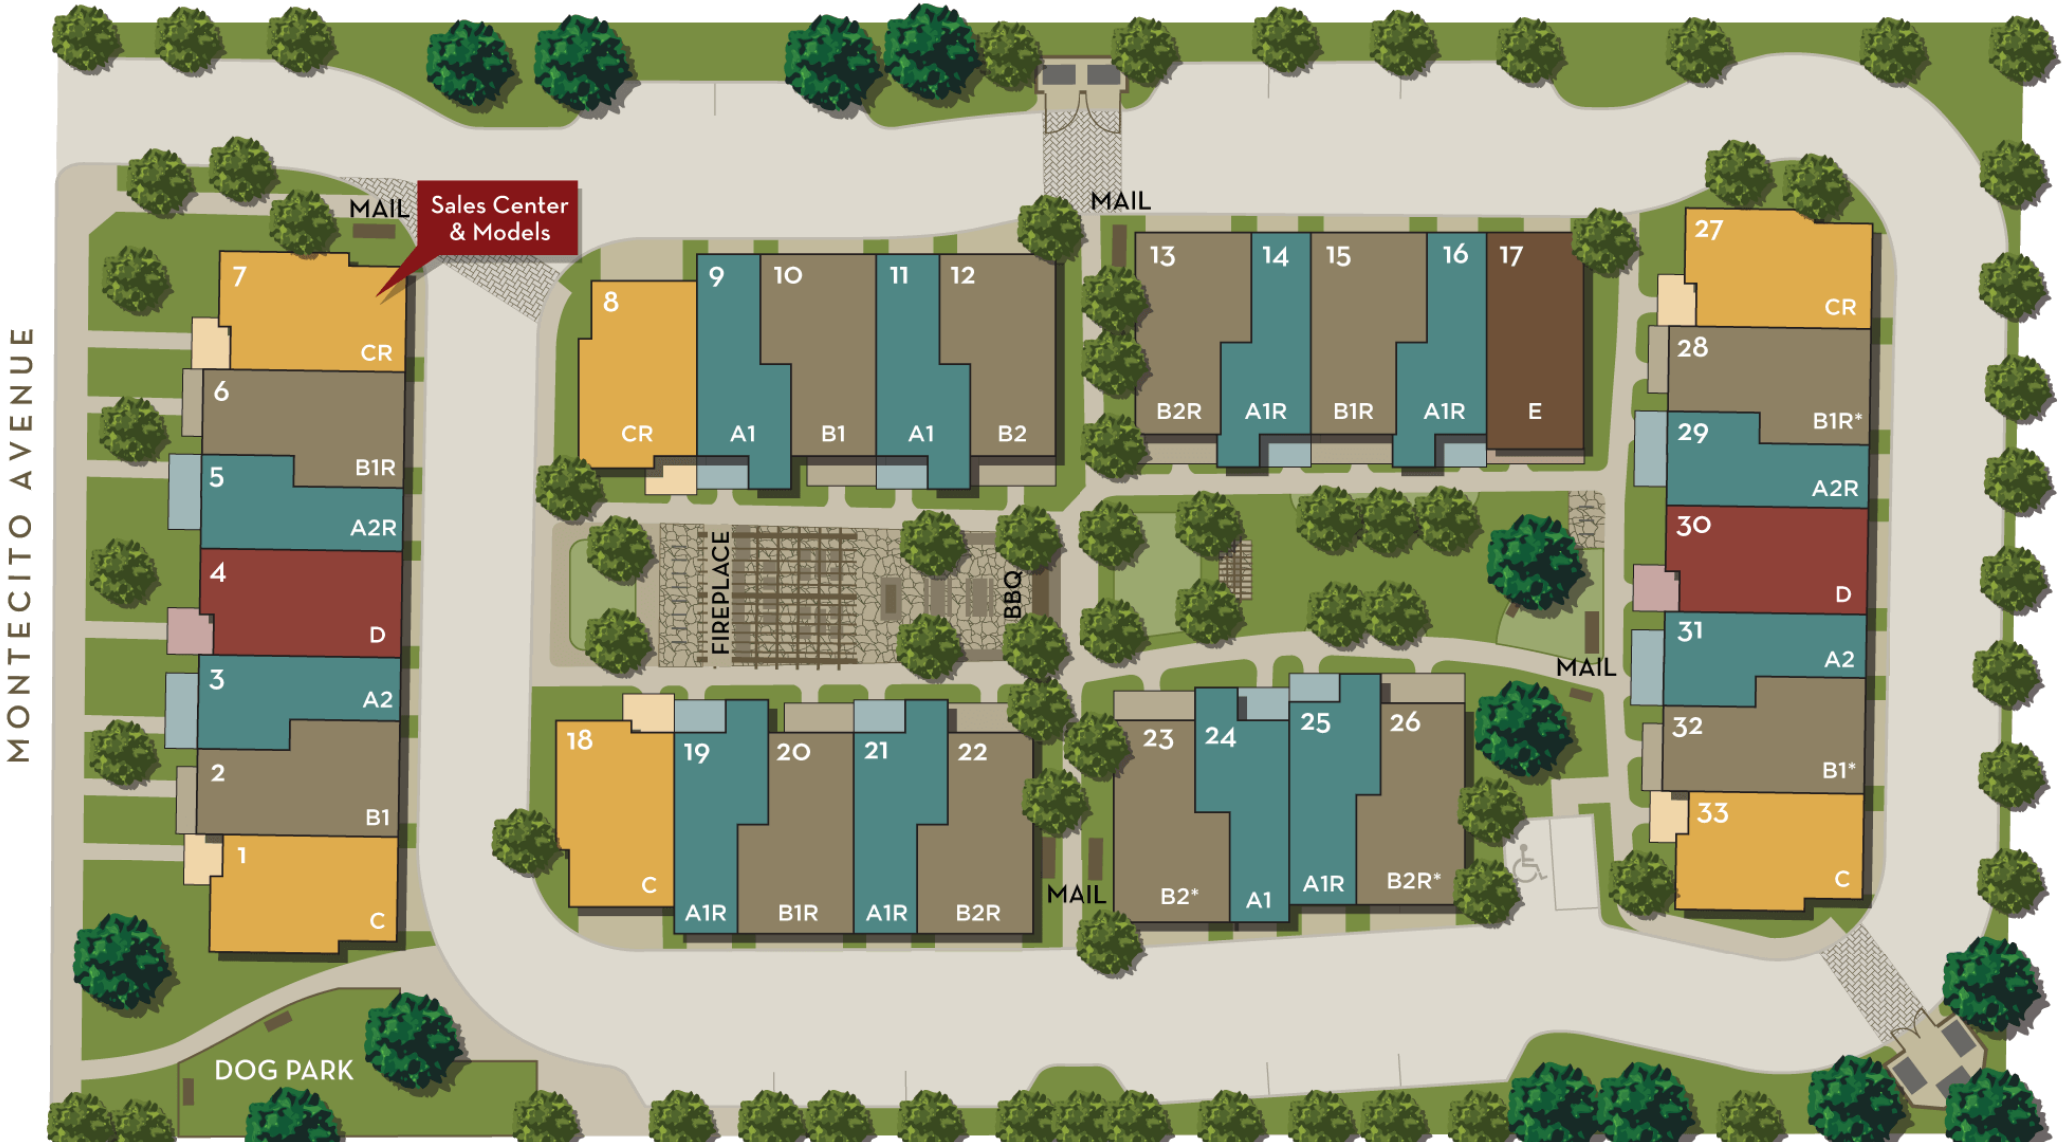 MONTECITO AVENUE
MAIL
Sales Center
& Models
7
CR
6
B1R
5
A2R
4
D
3
A2
2
B1
1
C
DOG PARK
8
CR
9
A1
10
B1
11
A1
12
B2
MAIL
13
B2R
14
A1R
15
B1R
16
A1R
17
E
FIREPLACE
BBQ
18
C
19
A1R
20
B1R
21
A1R
22
B2R
MAIL
23
B2*
24
A1
25
A1R
26
B2R*
MAIL
27
CR
28
B1R*
29
A2R
30
D
31
A2
32
B1*
33
C